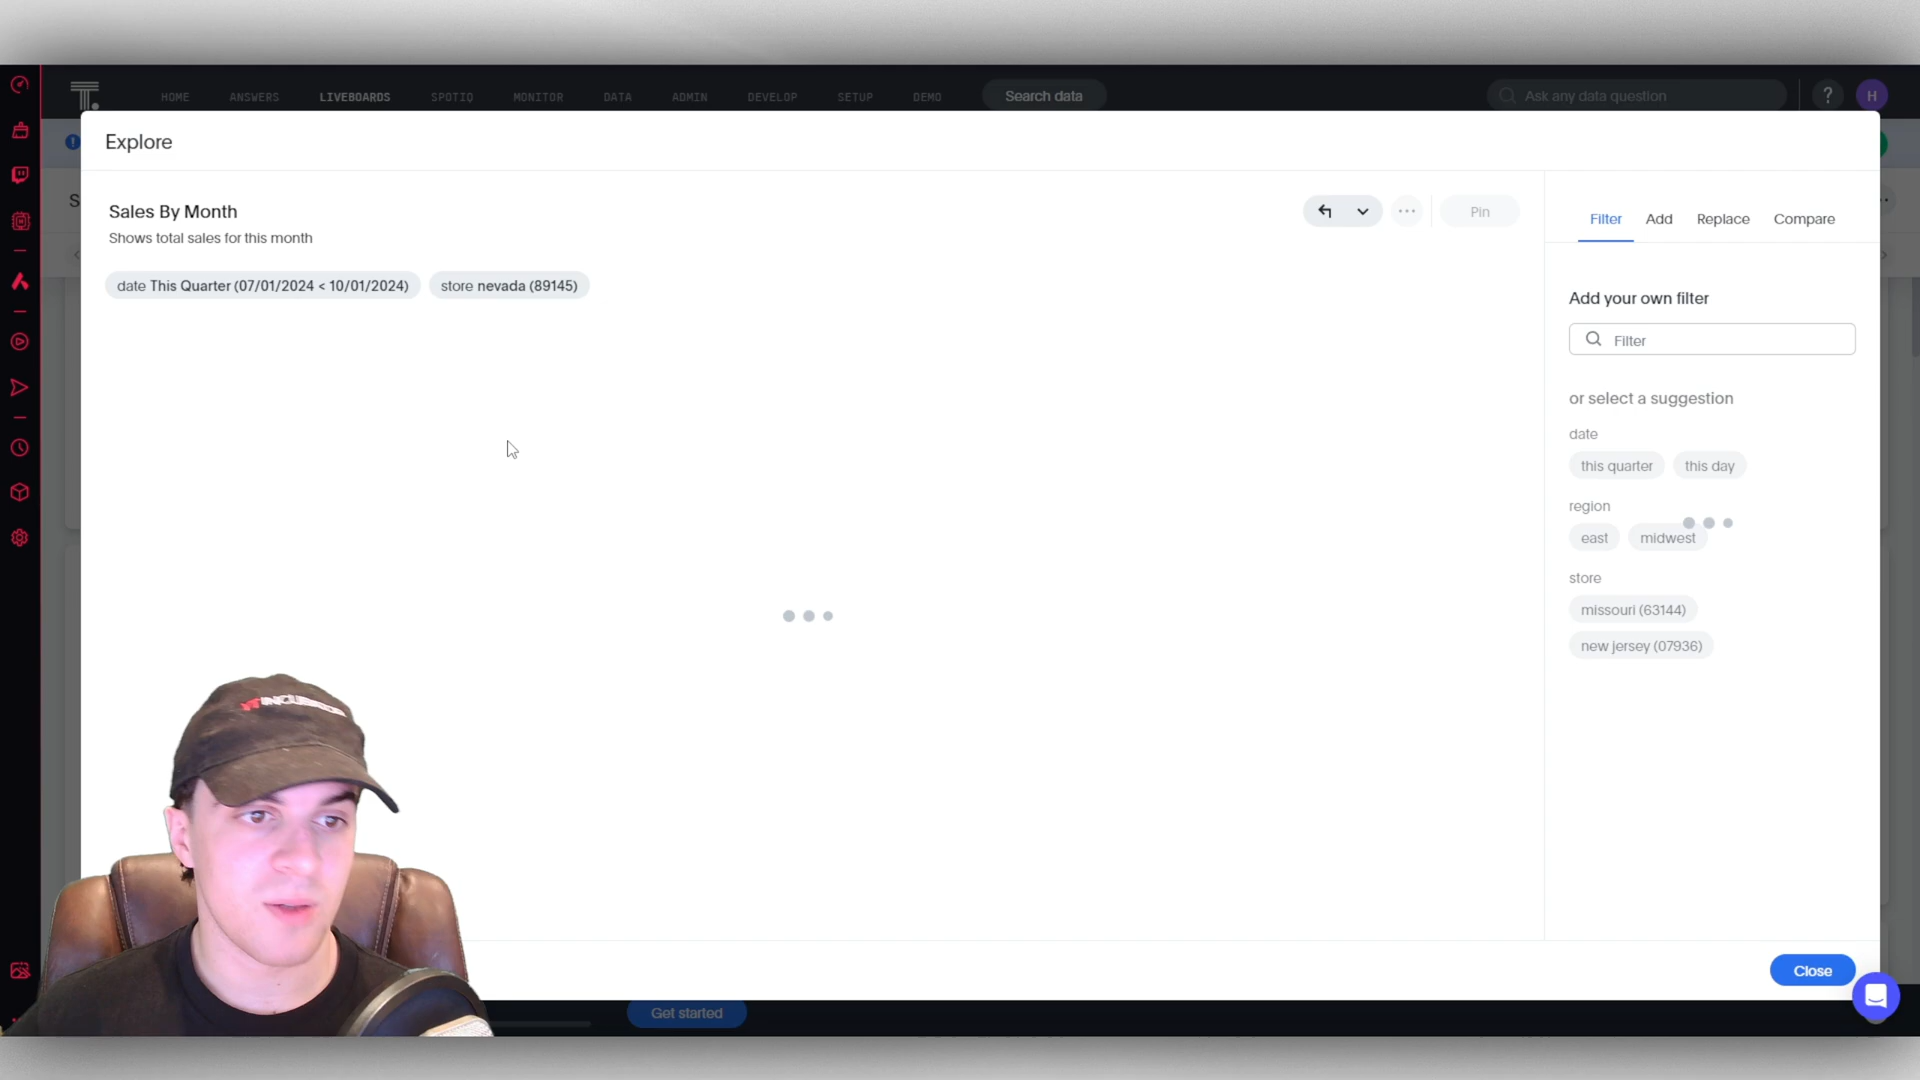 HOME ANSWERS LIVEBOARDS SPOTIQ MONITOR DATA ADMIN DEVELOP SETUP DEMO Search data Ask any data question ? H
Explore
Sales By Month
Shows total sales for this month
Pin
Filter Add Replace Compare
date This Quarter (07/01/2024 < 10/01/2024) store nevada (89145)
Add your own filter
Filter
or select a suggestion
date
this quarter this day
region
east midwest
store
missouri (63144)
new jersey (07936)
Close
Get started